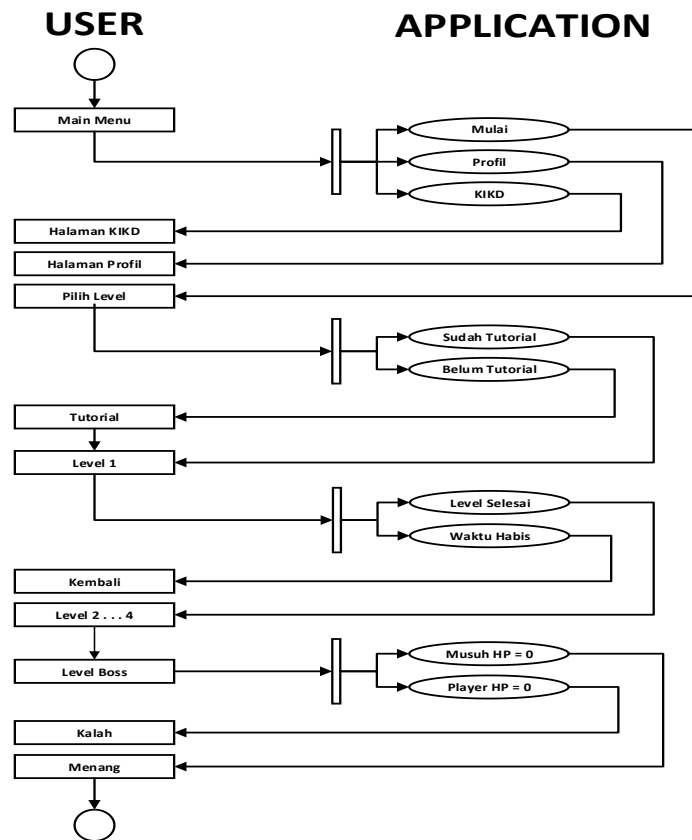 USER
APPLICATION
Main Menu
Mulai
Profil
KIKD
Halaman KIKD
Halaman Profil
Pilih Level
Sudah Tutorial
Belum Tutorial
Tutorial
Level 1
Level Selesai
Waktu Habis
Kembali
Level 2 . . . 4
Level Boss
Musuh HP = 0
Player HP = 0
Kalah
Menang